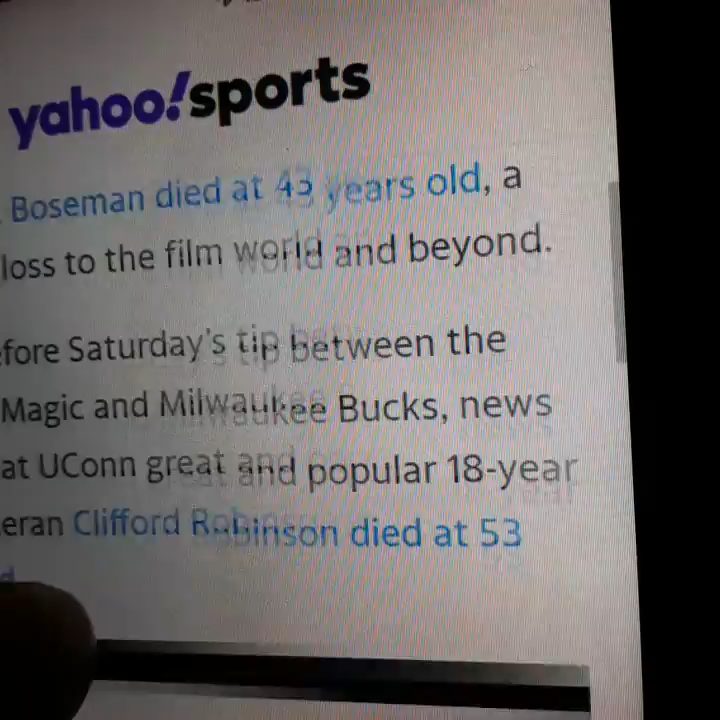 yahoo!sports
Boseman died at 43 years old, a
loss to the film world and beyond.
fore Saturday's tip between the
Magic and Milwaukee Bucks, news
at UConn great and popular 18-year
eran Clifford Robinson died at 53